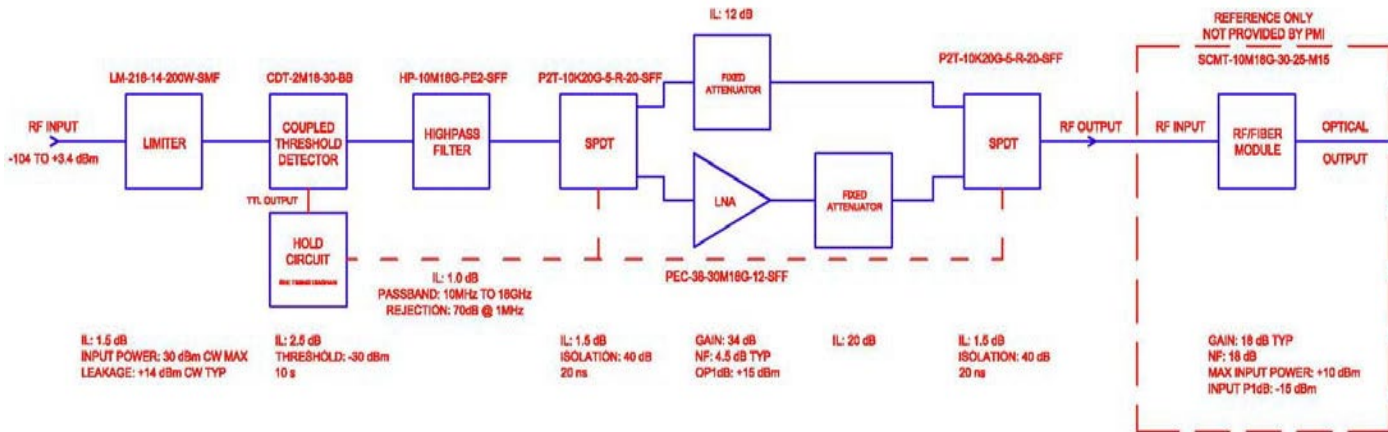 IL: 12 dB
REFERENCE ONLY
NOT PROVIDED BY PMI
LM-218-14-200W-SMF
CDT-2M18-30-BB
HP-10M18G-PE2-SFF
P2T-10K20G-5-R-20-SFF
P2T-10K20G-5-R-20-SFF
SCMT-10M18G-30-25-M15
RF INPUT
-104 TO +3.4 dBm
LIMITER
COUPLED
THRESHOLD
DETECTOR
HIGHPASS
FILTER
SPDT
FIXED
ATTENUATOR
LNA
FIXED
ATTENUATOR
SPDT
RF OUTPUT
RF INPUT
RF/FIBER
MODULE
OPTICAL
OUTPUT
TTL OUTPUT
HOLD
CIRCUIT
SEE TIMING DIAGRAM
IL: 1.0 dB
PASSBAND: 10MHz TO 18GHz
REJECTION: 70dB @ 1MHz
PEC-36-30M18G-12-SFF
IL: 1.5 dB
INPUT POWER: 30 dBm CW MAX
LEAKAGE: +14 dBm CW TYP
IL: 2.5 dB
THRESHOLD: -30 dBm
10 s
IL: 1.5 dB
ISOLATION: 40 dB
20 ns
GAIN: 34 dB
NF: 4.5 dB TYP
OP1dB: +15 dBm
IL: 20 dB
IL: 1.5 dB
ISOLATION: 40 dB
20 ns
GAIN: 18 dB TYP
NF: 18 dB
MAX INPUT POWER: +10 dBm
INPUT P1dB: -15 dBm